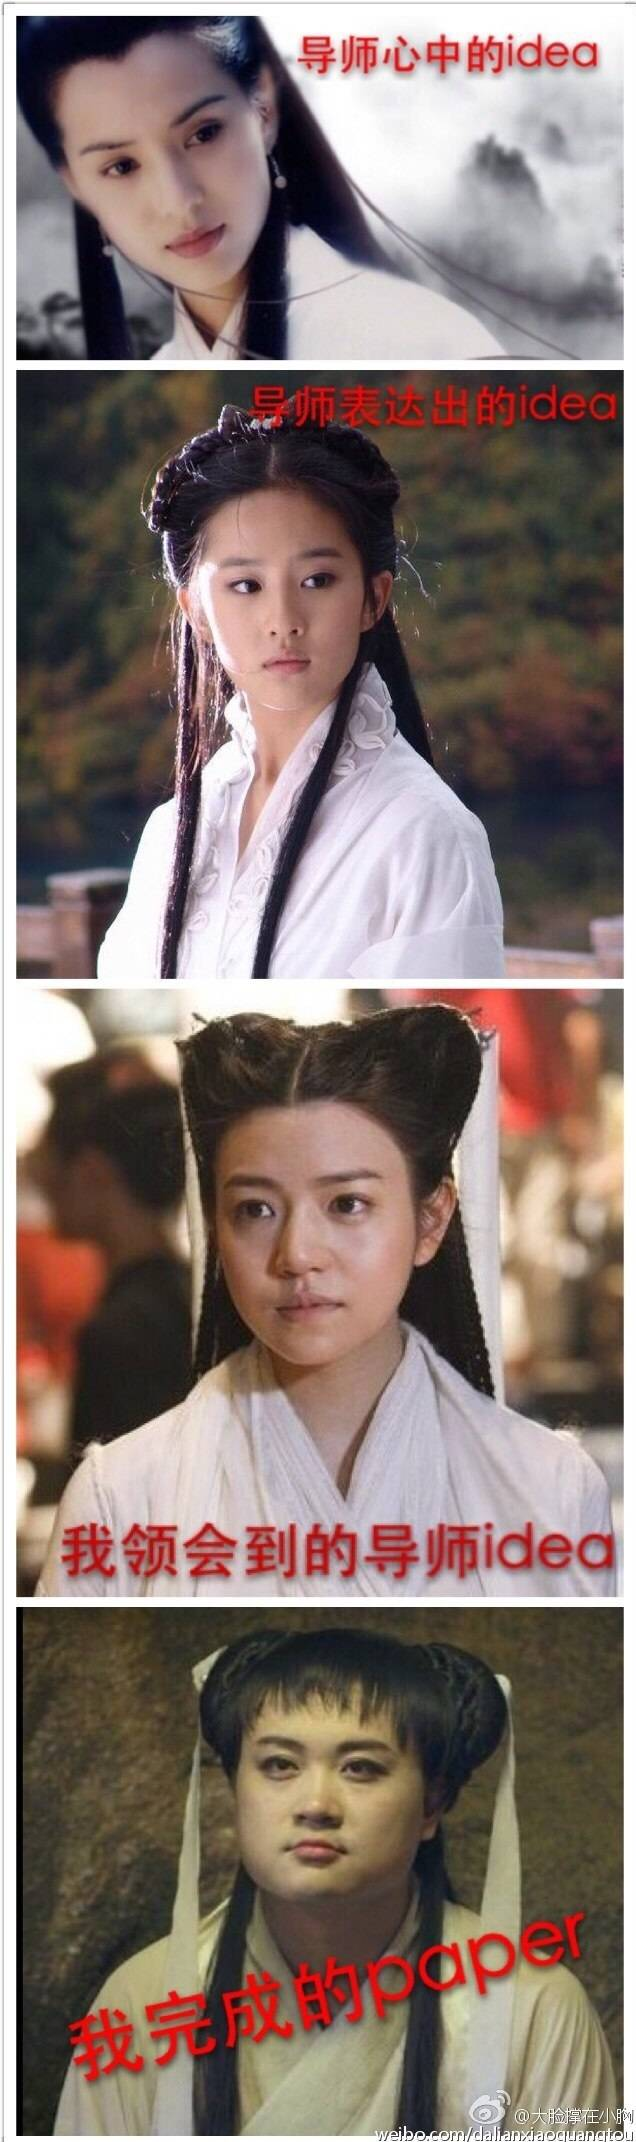 导师心中的idea
导师表达出的idea
我领会到的导师idea
我完成的paper
@大脸撑在小胸
weibo.com/dalianxiaoguangtou